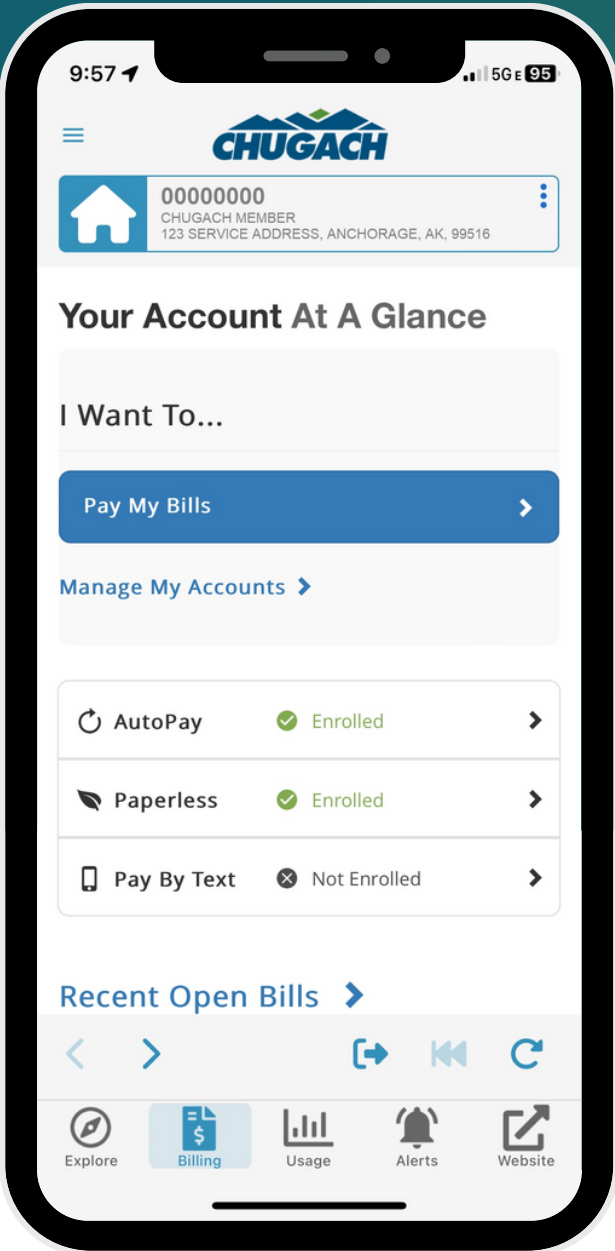 9:57
5G E 95
CHUGACH
00000000
CHUGACH MEMBER
123 SERVICE ADDRESS, ANCHORAGE, AK, 99516
Your Account At A Glance
I Want To...
Pay My Bills
Manage My Accounts
AutoPay Enrolled
Paperless Enrolled
Pay By Text Not Enrolled
Recent Open Bills
$
Explore Billing Usage Alerts Website